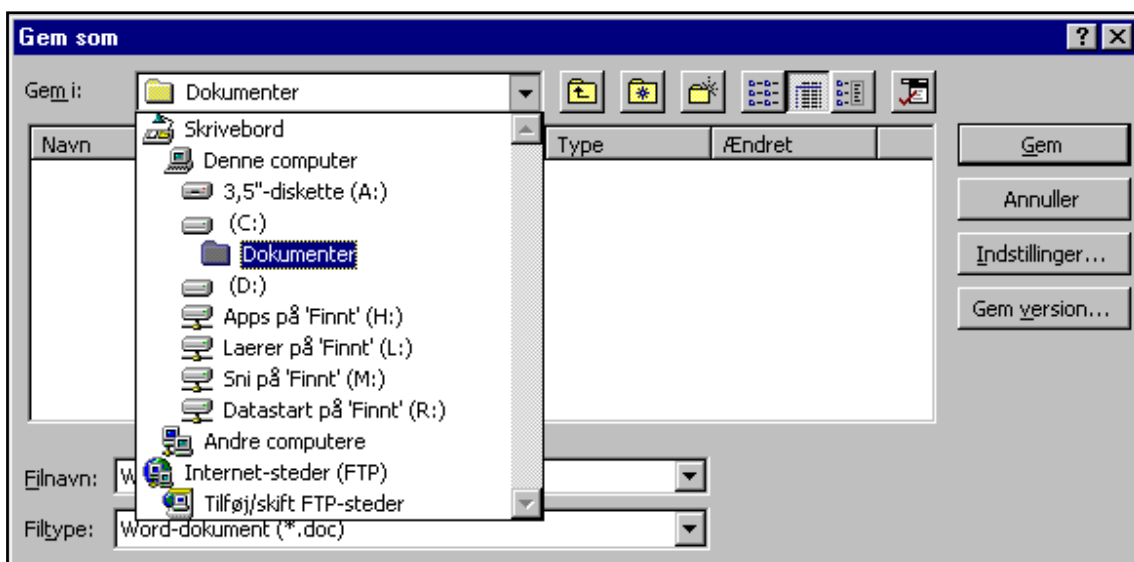 Gem som
Gem i: Dokumenter
Skrivebord
Navn Type Ændret Gem
Denne computer
3,5"-diskette (A:) Annuller
(C:)
Dokumenter Indstillinger...
(D:)
Apps på 'Finnt' (H:) Gem version...
Laerer på 'Finnt' (L:)
Sni på 'Finnt' (M:)
Datastart på 'Finnt' (R:)
Andre computere
Internet-steder (FTP)
Filnavn: W
Tilføj/skift FTP-steder
Filtype: Word-dokument (*.doc)